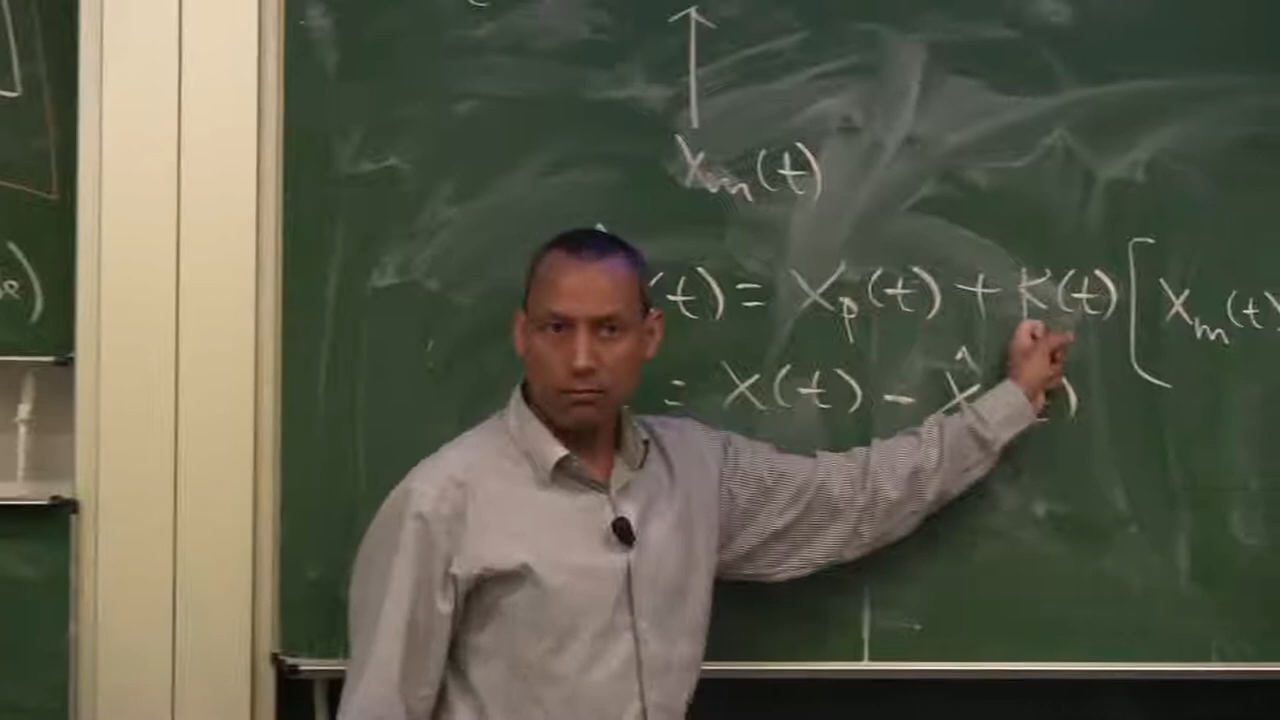 Xm(t)
(t) = Xp(t) + K(t) [ Xm(t)
= X(t) - X̂ )